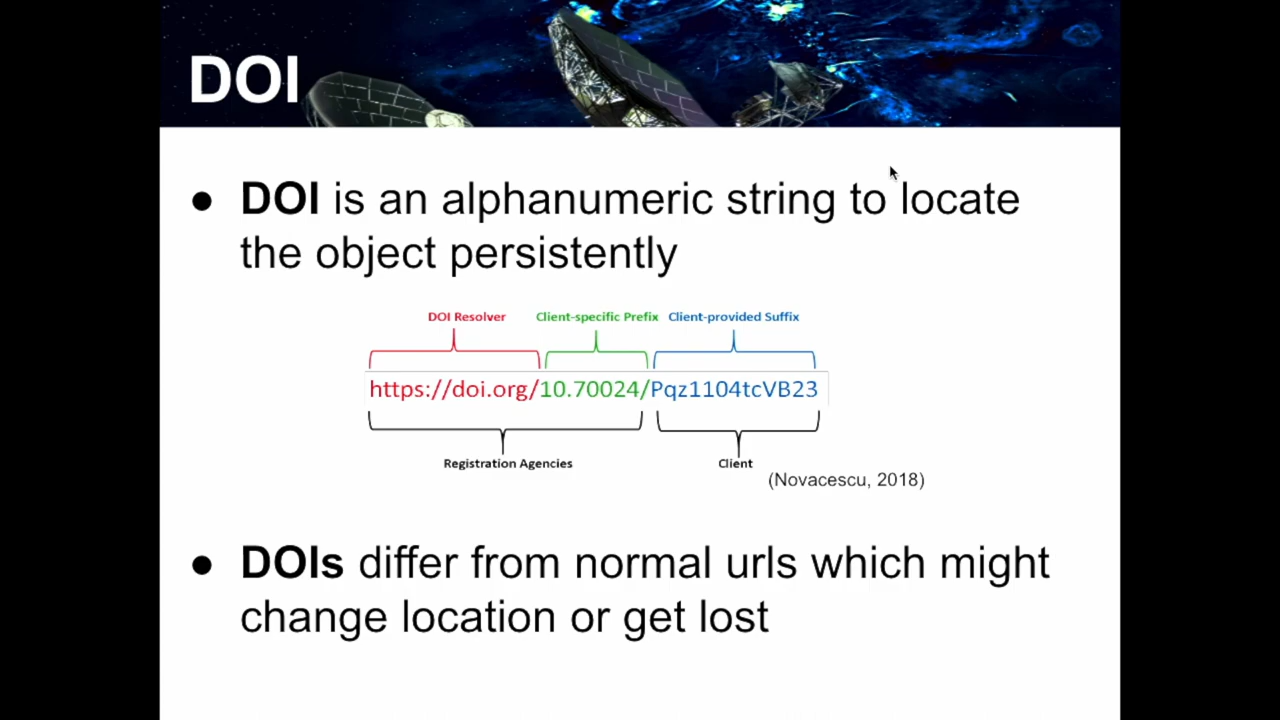 DOI
● DOI is an alphanumeric string to locate
the object persistently
DOI Resolver Client-specific Prefix Client-provided Suffix
https://doi.org/10.70024/Pqz1104tcVB23
Registration Agencies Client
(Novacescu, 2018)
● DOIs differ from normal urls which might
change location or get lost